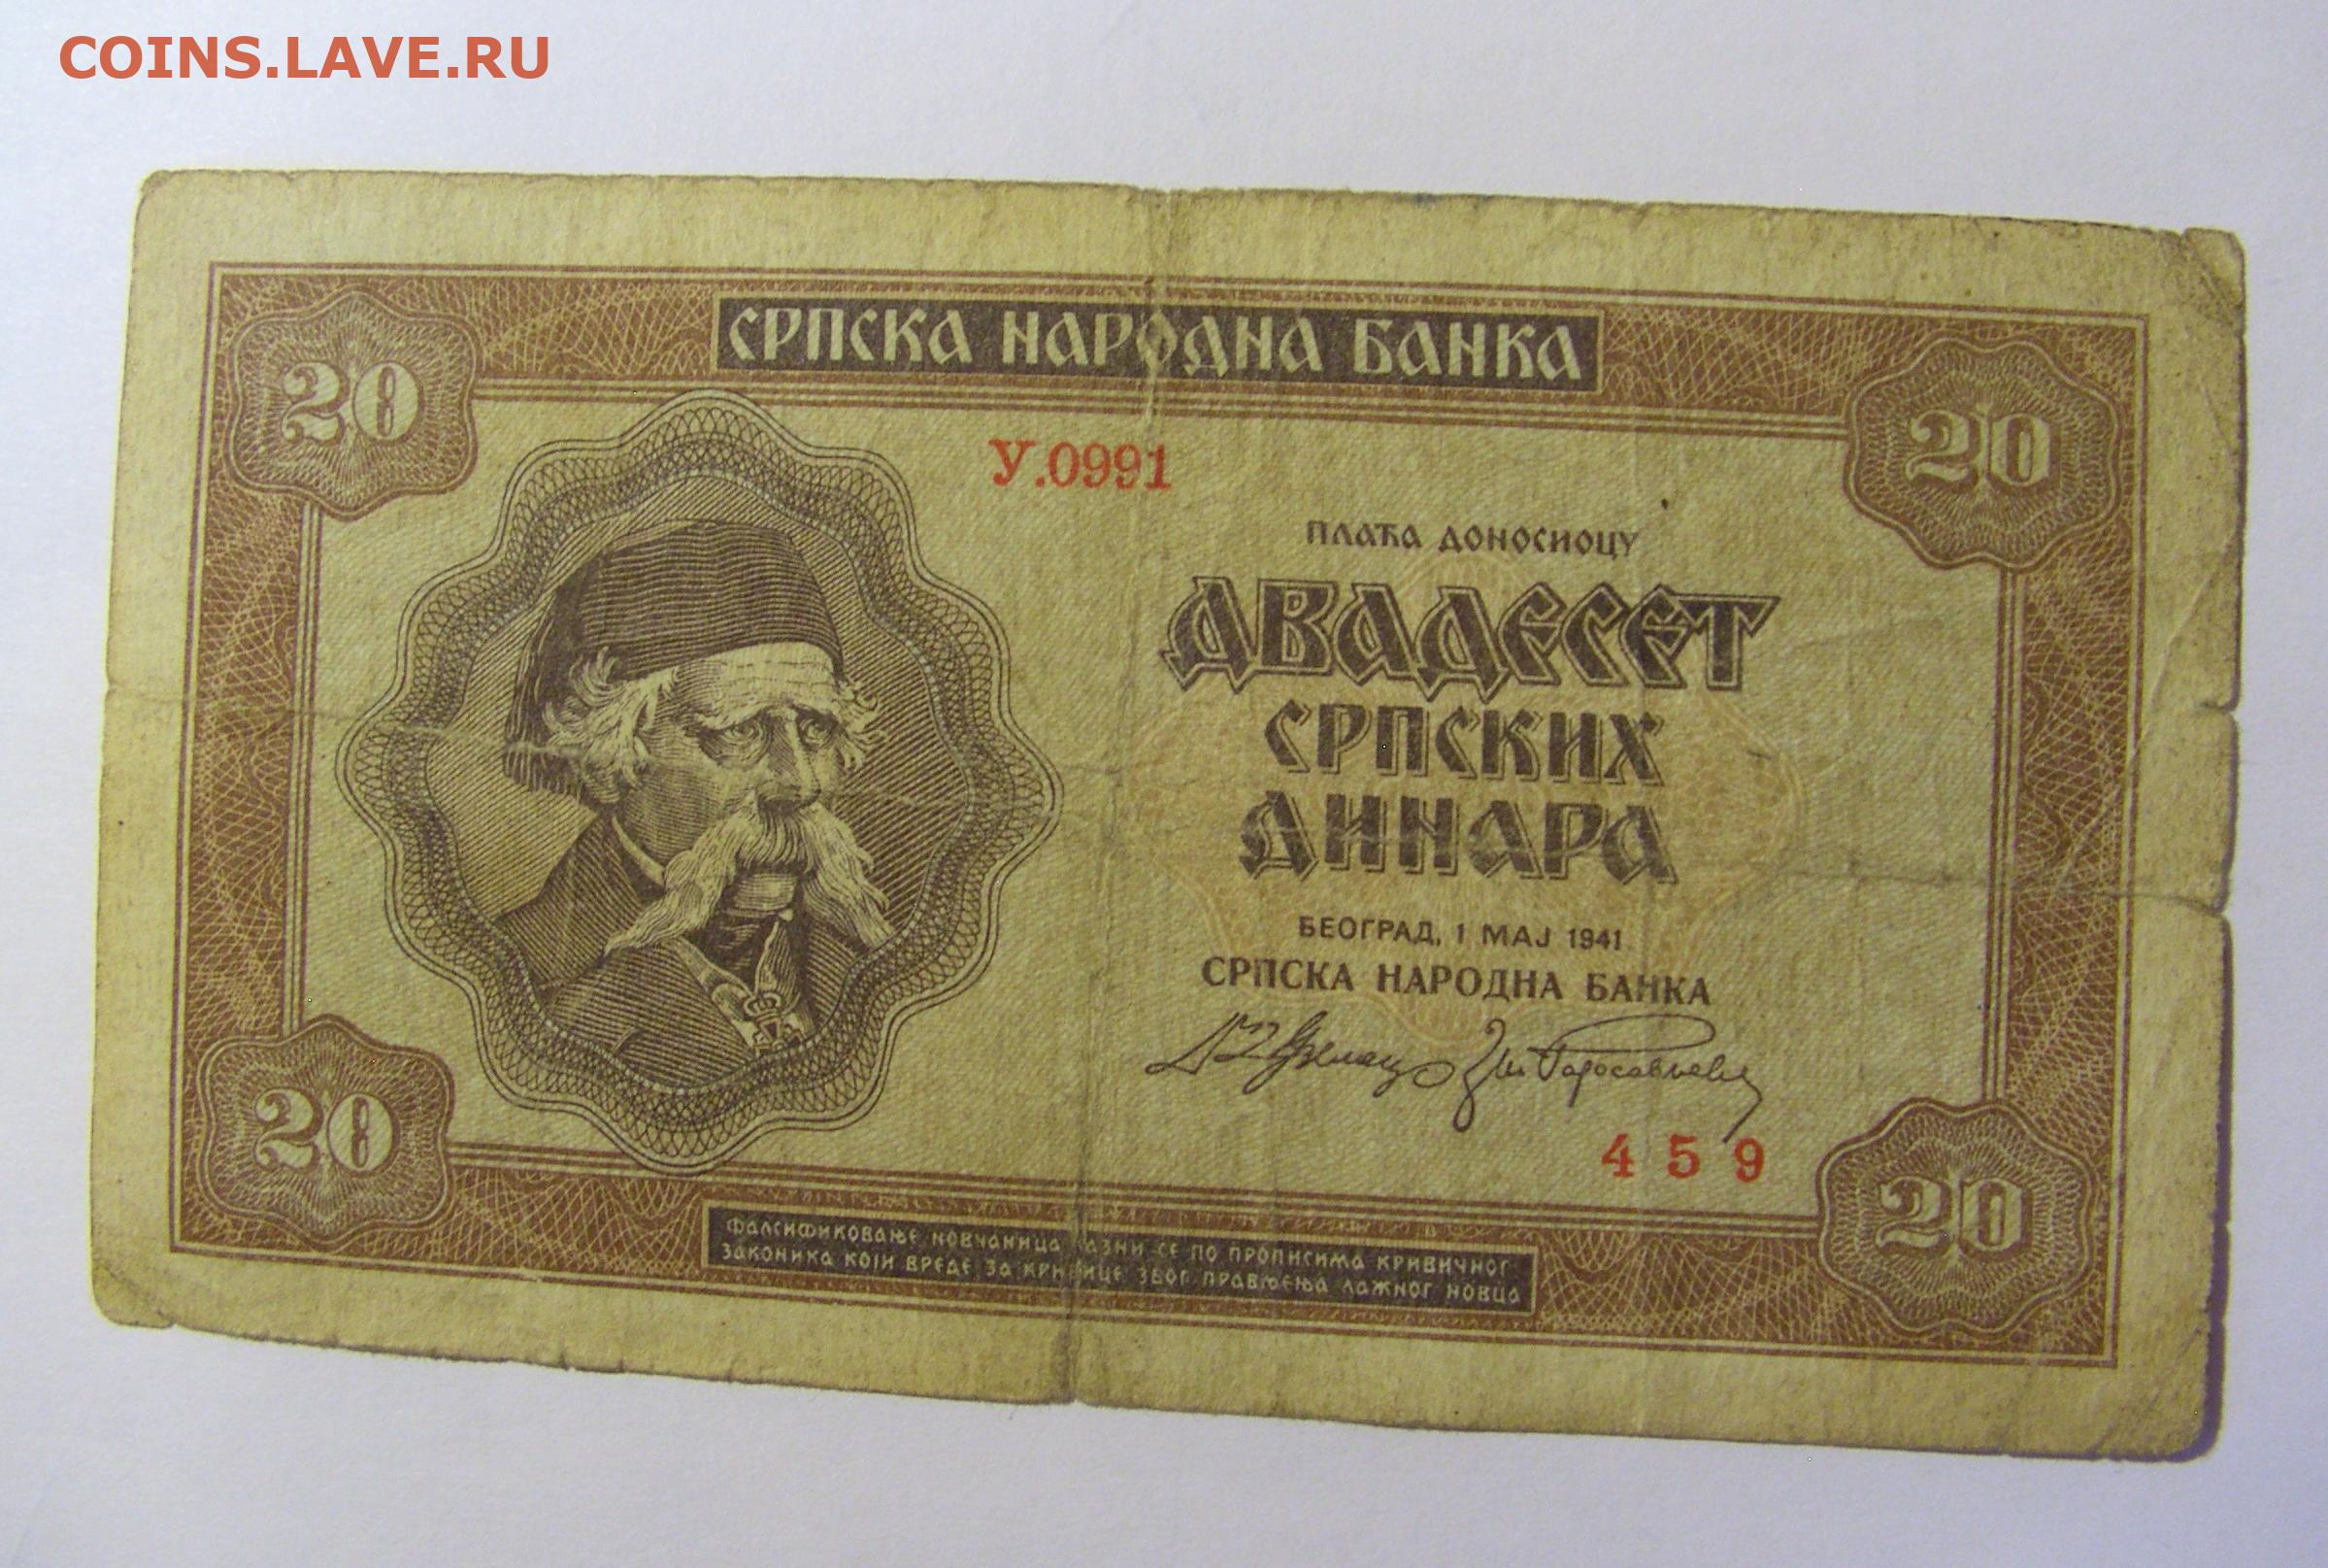 COINS.LAVE.RU
СРПСКА НАРОДНА БАНКА
20
20
У.0991
ПЛАЋА ДОНОСИОЦУ
ДВАДЕСЕТ
СРПСКИХ
ДИНАРА
БЕОГРАД, 1 МАЈ 1941
СРПСКА НАРОДНА БАНКА
459
20
20
ФАЛСИФИКОВАЊЕ НОВЧАНИЦА КАЗНИ СЕ ПО ПРОПИСИМА КРИВИЧНОГ
ЗАКОНИКА КОЈИ ВРЕДЕ ЗА КРИВИЦЕ ЗБОГ ПРАВЉЕЊА ЛАЖНОГ НОВЦА